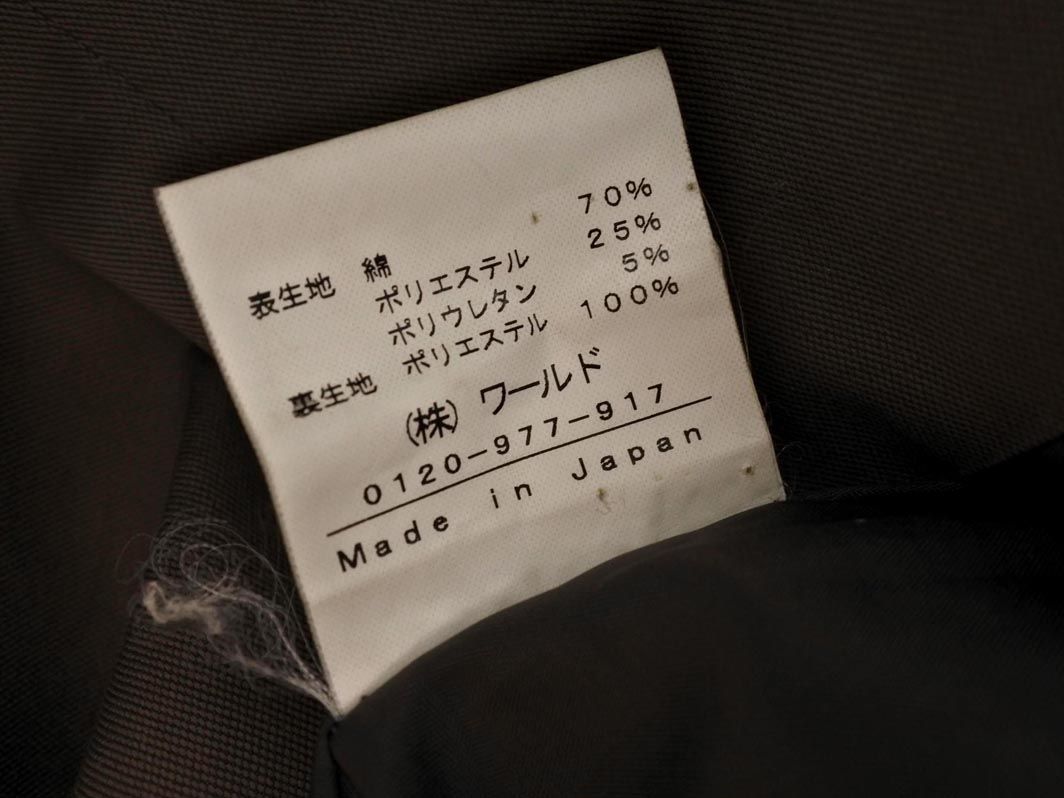 表生地 綿 70%
ポリエステル 25%
ポリウレタン 5%
裏生地 ポリエステル 100%
(株) ワールド
0120-977-917
Made in Japan